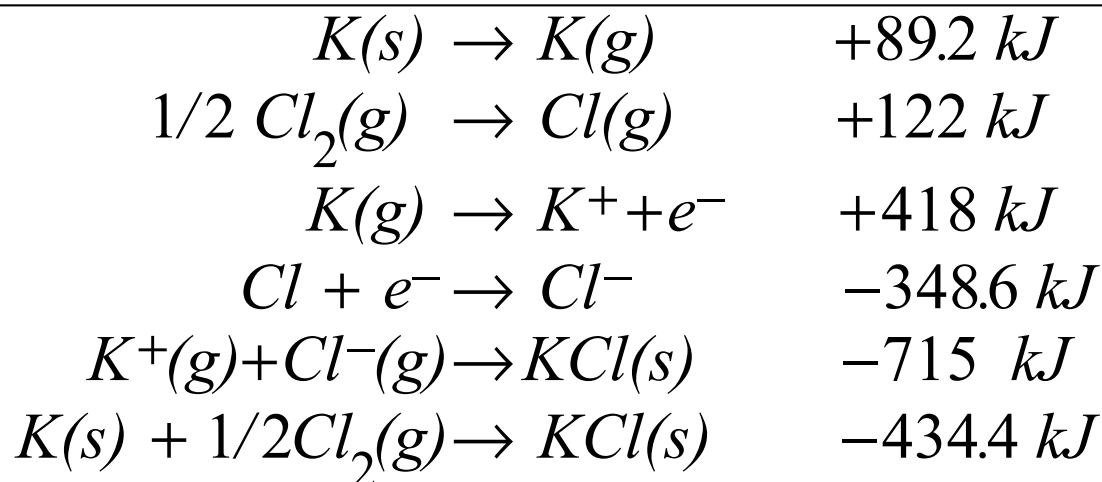 K(s) → K(g) +89.2 kJ
1/2 Cl₂(g) → Cl(g) +122 kJ
K(g) → K⁺+e⁻ +418 kJ
Cl + e⁻ → Cl⁻ −348.6 kJ
K⁺(g)+Cl⁻(g)→KCl(s) −715 kJ
K(s) + 1/2Cl₂(g)→ KCl(s) −434.4 kJ